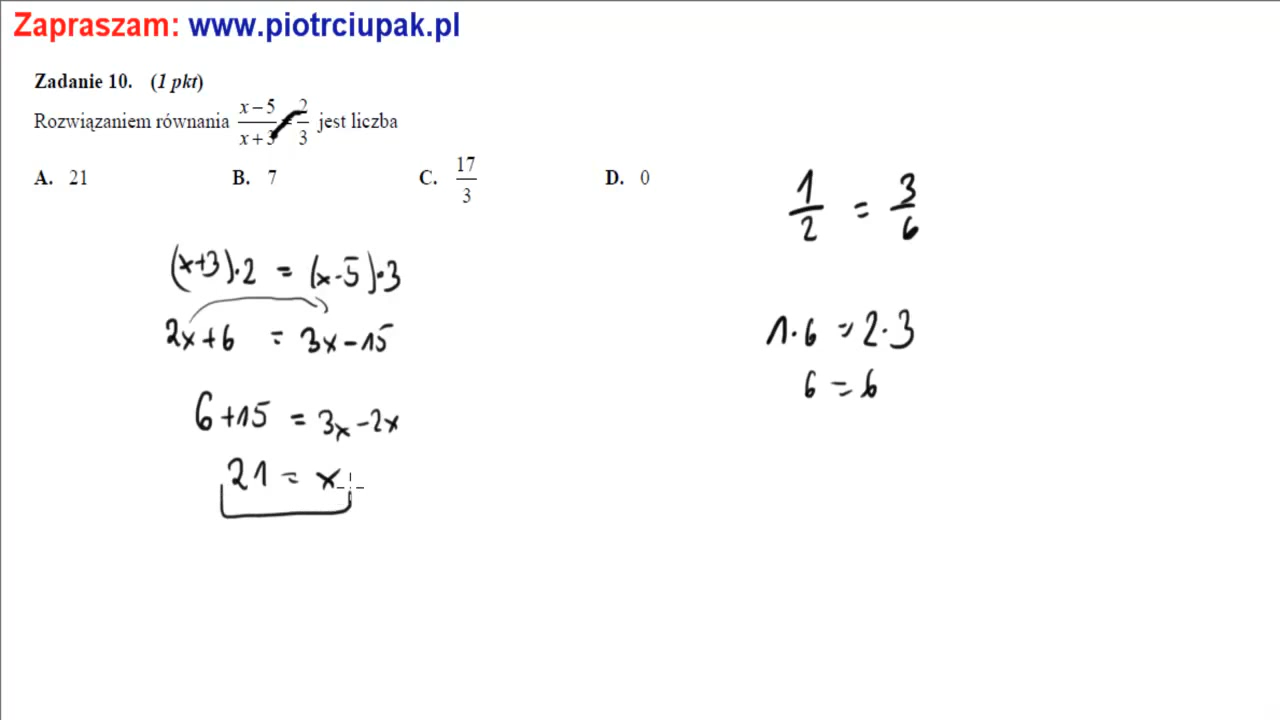 Zapraszam: www.piotrciupak.pl
Zadanie 10. (1 pkt)
Rozwiązaniem równania (x − 5)/(x + 3) = 2/3 jest liczba
A. 21 B. 7 C. 17/3 D. 0
1/2 = 3/6
(x+3)·2 = (x-5)·3
2x+6 = 3x-15
6+15 = 3x-2x
21 = x
1·6 = 2·3
6 = 6